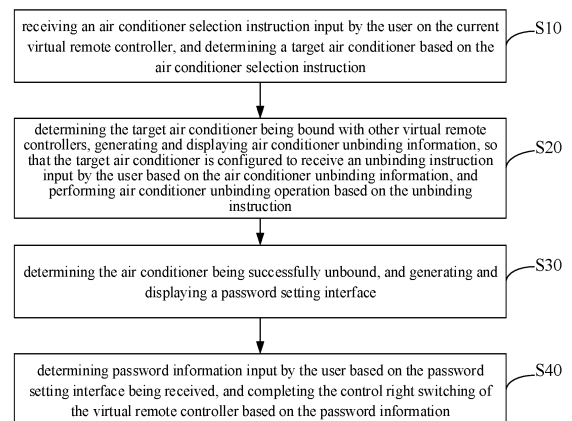 receiving an air conditioner selection instruction input by the user on the current
virtual remote controller, and determining a target air conditioner based on the
air conditioner selection instruction
S10
determining the target air conditioner being bound with other virtual remote
controllers, generating and displaying air conditioner unbinding information, so
that the target air conditioner is configured to receive an unbinding instruction
input by the user based on the air conditioner unbinding information, and
performing air conditioner unbinding operation based on the unbinding
instruction
S20
determining the air conditioner being successfully unbound, and generating and
displaying a password setting interface
S30
determining password information input by the user based on the password
setting interface being received, and completing the control right switching of
the virtual remote controller based on the password information
S40